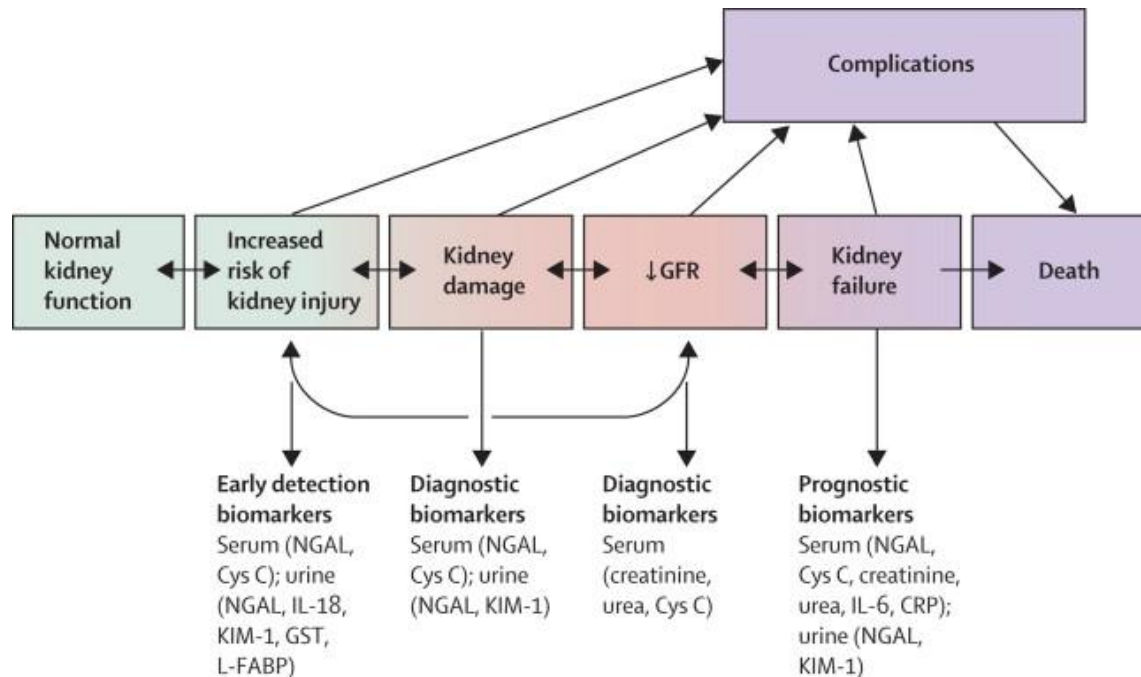 Complications
Normal
kidney
function
Increased
risk of
kidney injury
Kidney
damage
↓GFR
Kidney
failure
Death
Early detection
biomarkers
Serum (NGAL,
Cys C); urine
(NGAL, IL-18,
KIM-1, GST,
L-FABP)
Diagnostic
biomarkers
Serum (NGAL,
Cys C); urine
(NGAL, KIM-1)
Diagnostic
biomarkers
Serum
(creatinine,
urea, Cys C)
Prognostic
biomarkers
Serum (NGAL,
Cys C, creatinine,
urea, IL-6, CRP);
urine (NGAL,
KIM-1)